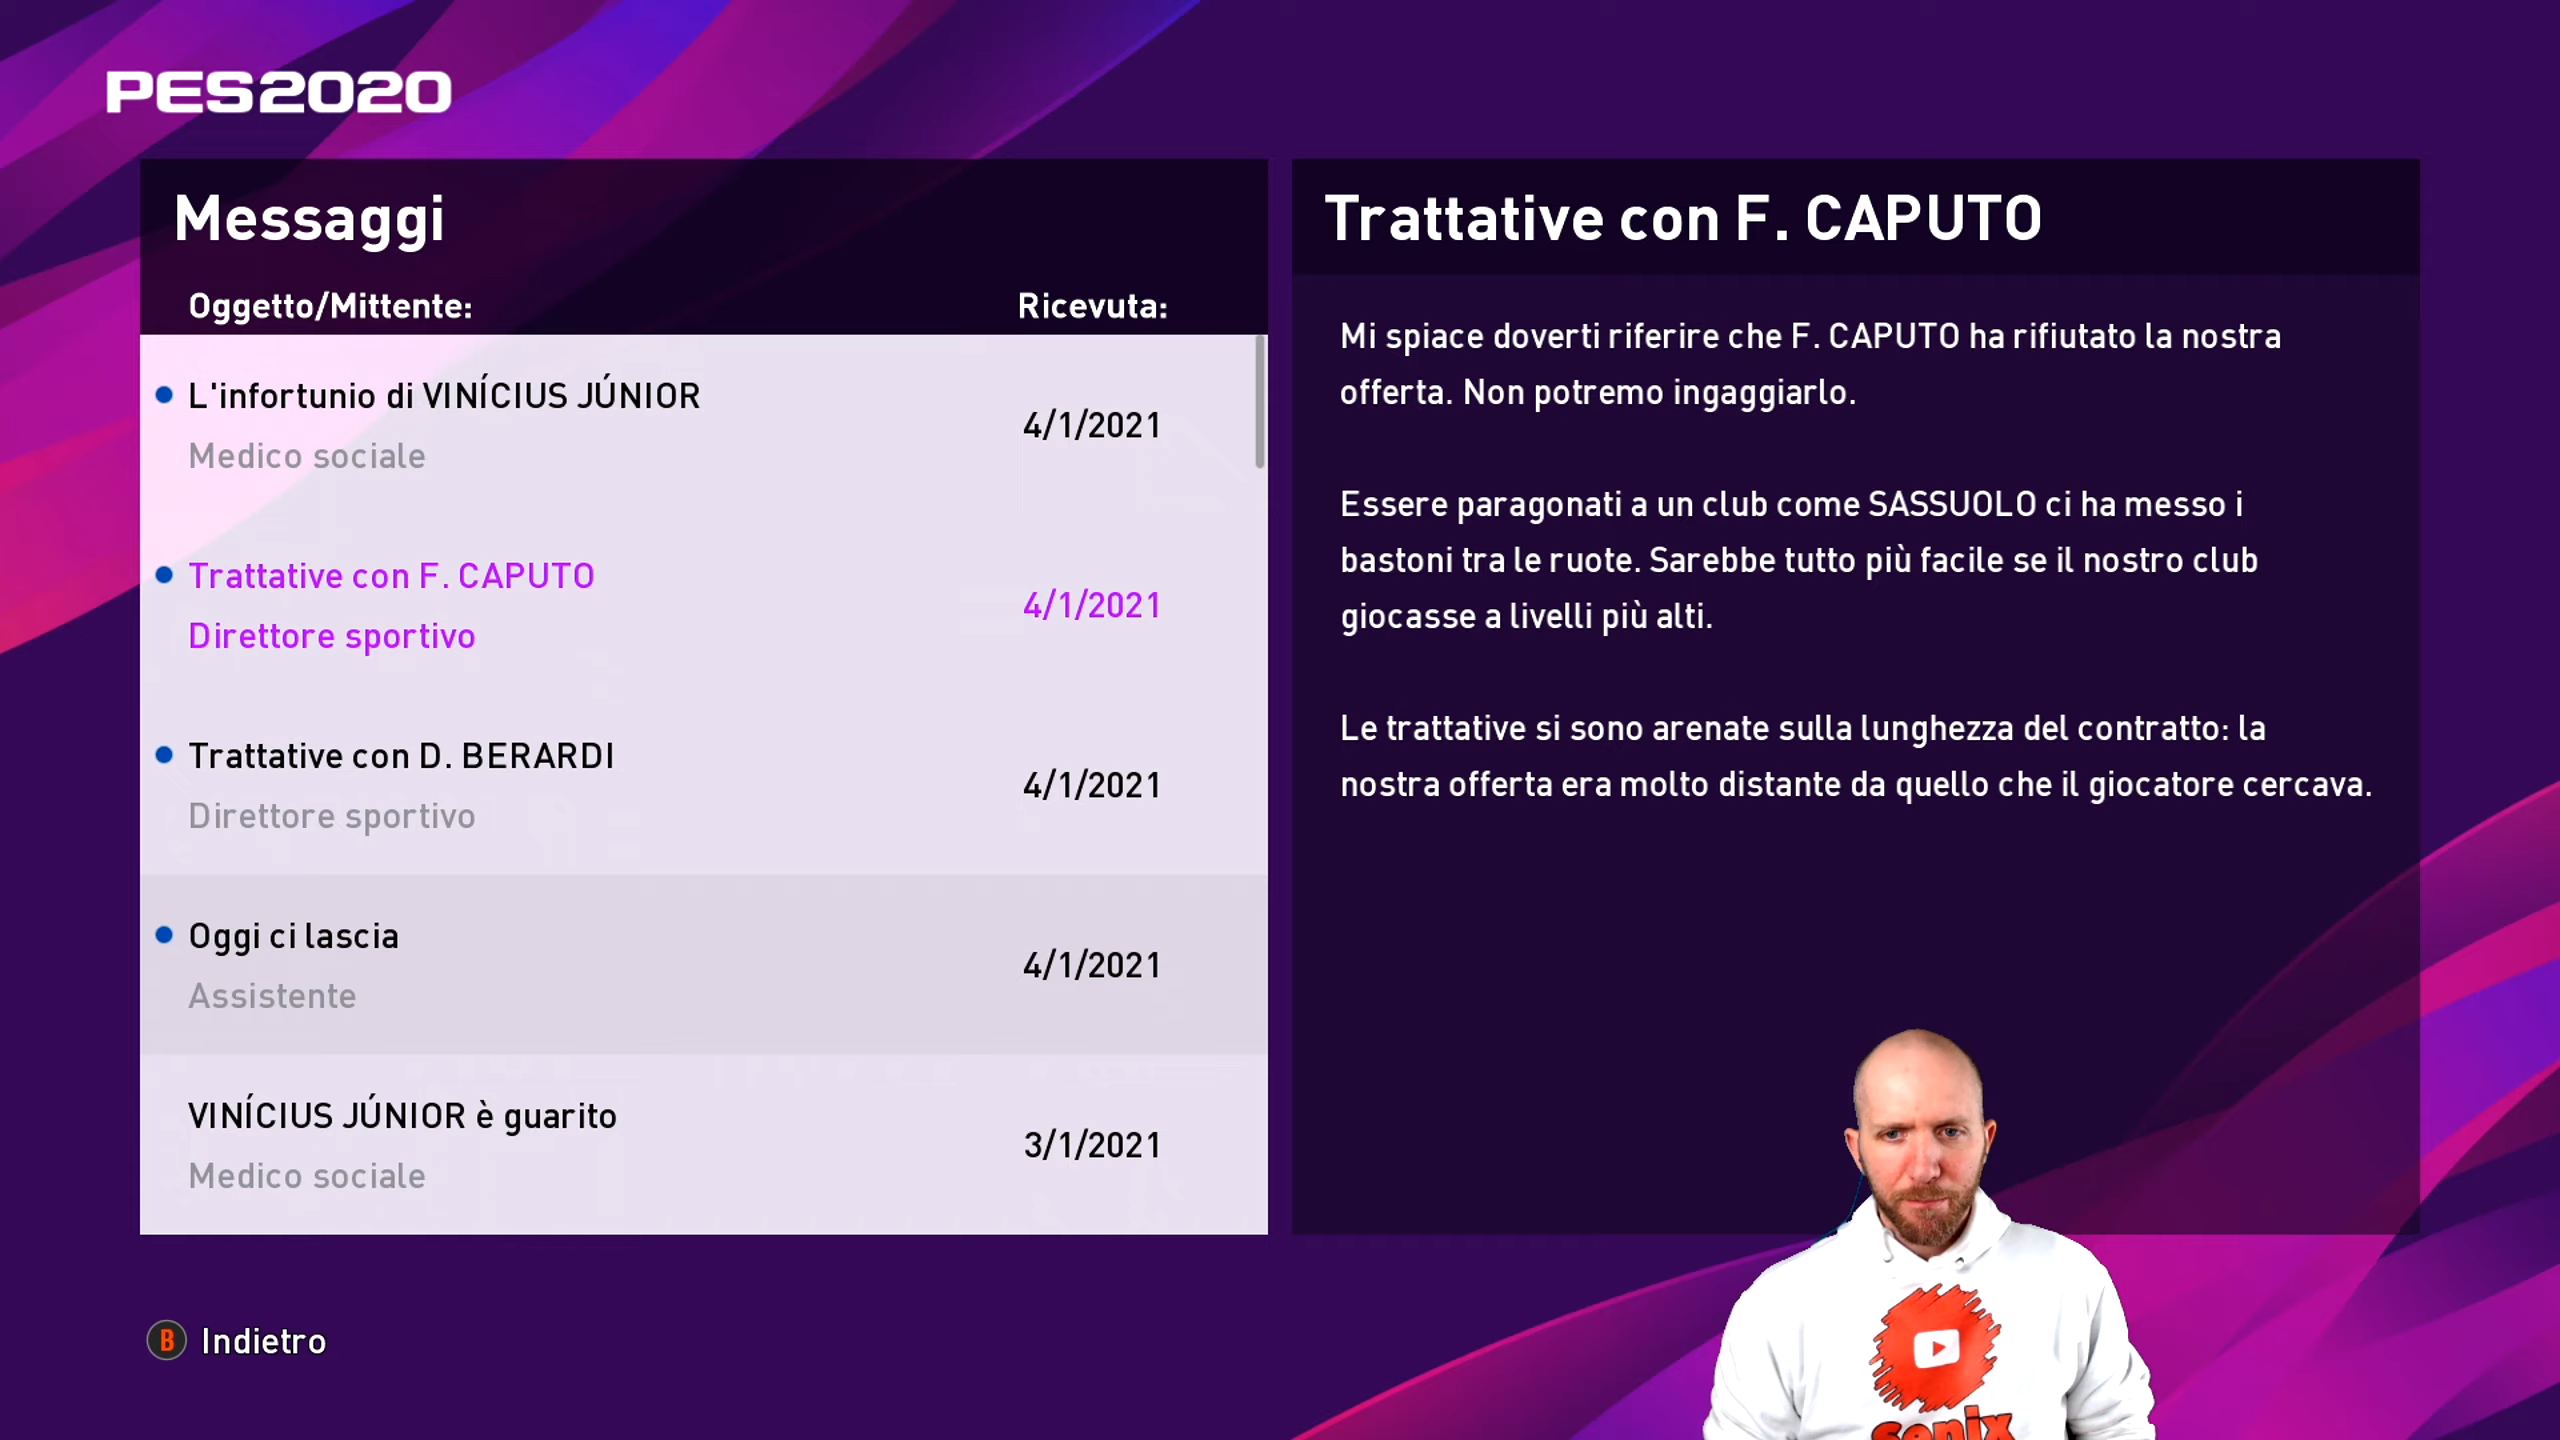 PES2020
Messaggi
Oggetto/Mittente:
Ricevuta:
L'infortunio di VINÍCIUS JÚNIOR
Medico sociale
4/1/2021
Trattative con F. CAPUTO
Direttore sportivo
4/1/2021
Trattative con D. BERARDI
Direttore sportivo
4/1/2021
Oggi ci lascia
Assistente
4/1/2021
VINÍCIUS JÚNIOR è guarito
Medico sociale
3/1/2021
Trattative con F. CAPUTO
Mi spiace doverti riferire che F. CAPUTO ha rifiutato la nostra
offerta. Non potremo ingaggiarlo.
Essere paragonati a un club come SASSUOLO ci ha messo i
bastoni tra le ruote. Sarebbe tutto più facile se il nostro club
giocasse a livelli più alti.
Le trattative si sono arenate sulla lunghezza del contratto: la
nostra offerta era molto distante da quello che il giocatore cercava.
B Indietro
senix